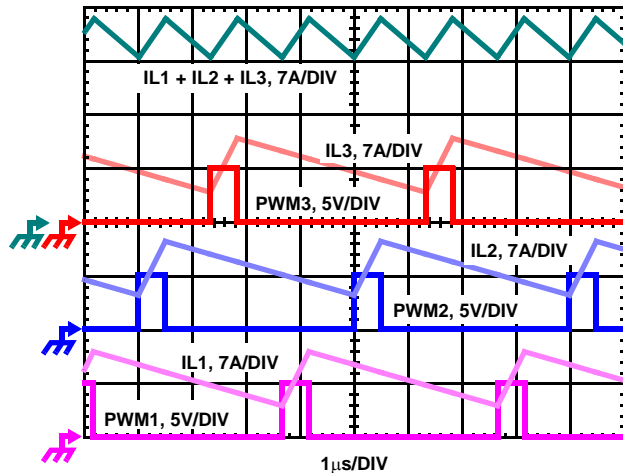 IL1 + IL2 + IL3, 7A/DIV
IL3, 7A/DIV
PWM3, 5V/DIV
IL2, 7A/DIV
PWM2, 5V/DIV
IL1, 7A/DIV
PWM1, 5V/DIV
1μs/DIV